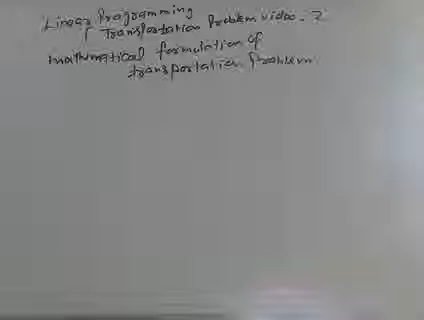 Linear Programming
( Transportation Problem video. 2
mathematical formulation of
transportation Problem